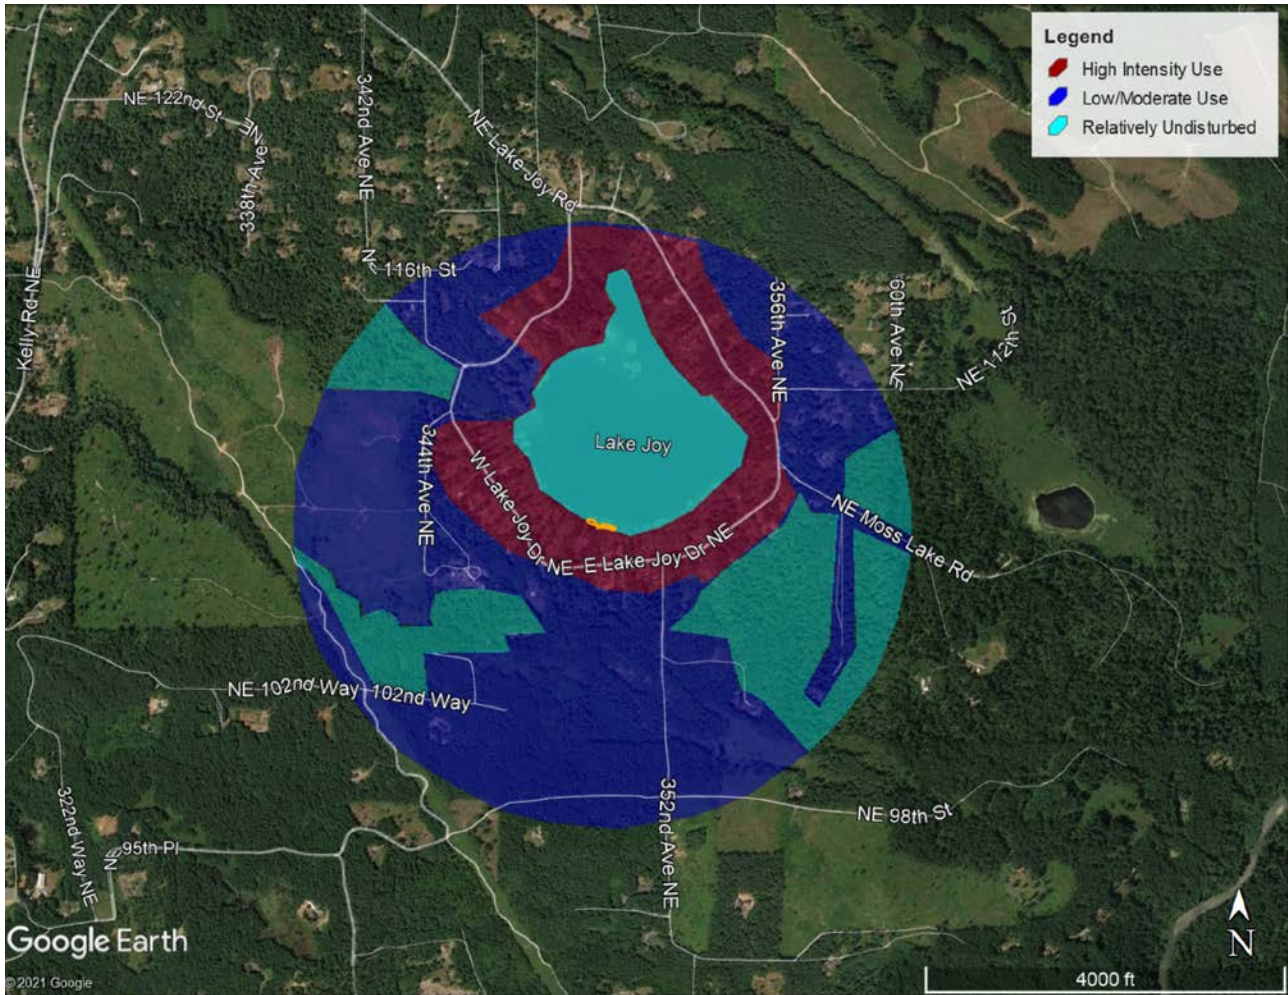 Legend
High Intensity Use
Low/Moderate Use
Relatively Undisturbed
NE 122nd St
NE
338th Ave
342nd Ave NE
NE Lake Joy Rd
N
116th St
Kelly Rd NE
356th Ave NE
60th Ave NE
NE 112th St
Lake Joy
344th Ave NE
W Lake Joy Dr NE
E Lake Joy Dr NE
NE Moss Lake Rd
NE 102nd Way
102nd Way
322nd Way NE
N
95th Pl
352nd Ave NE
NE 98th St
Google Earth
© 2021 Google
N
4000 ft